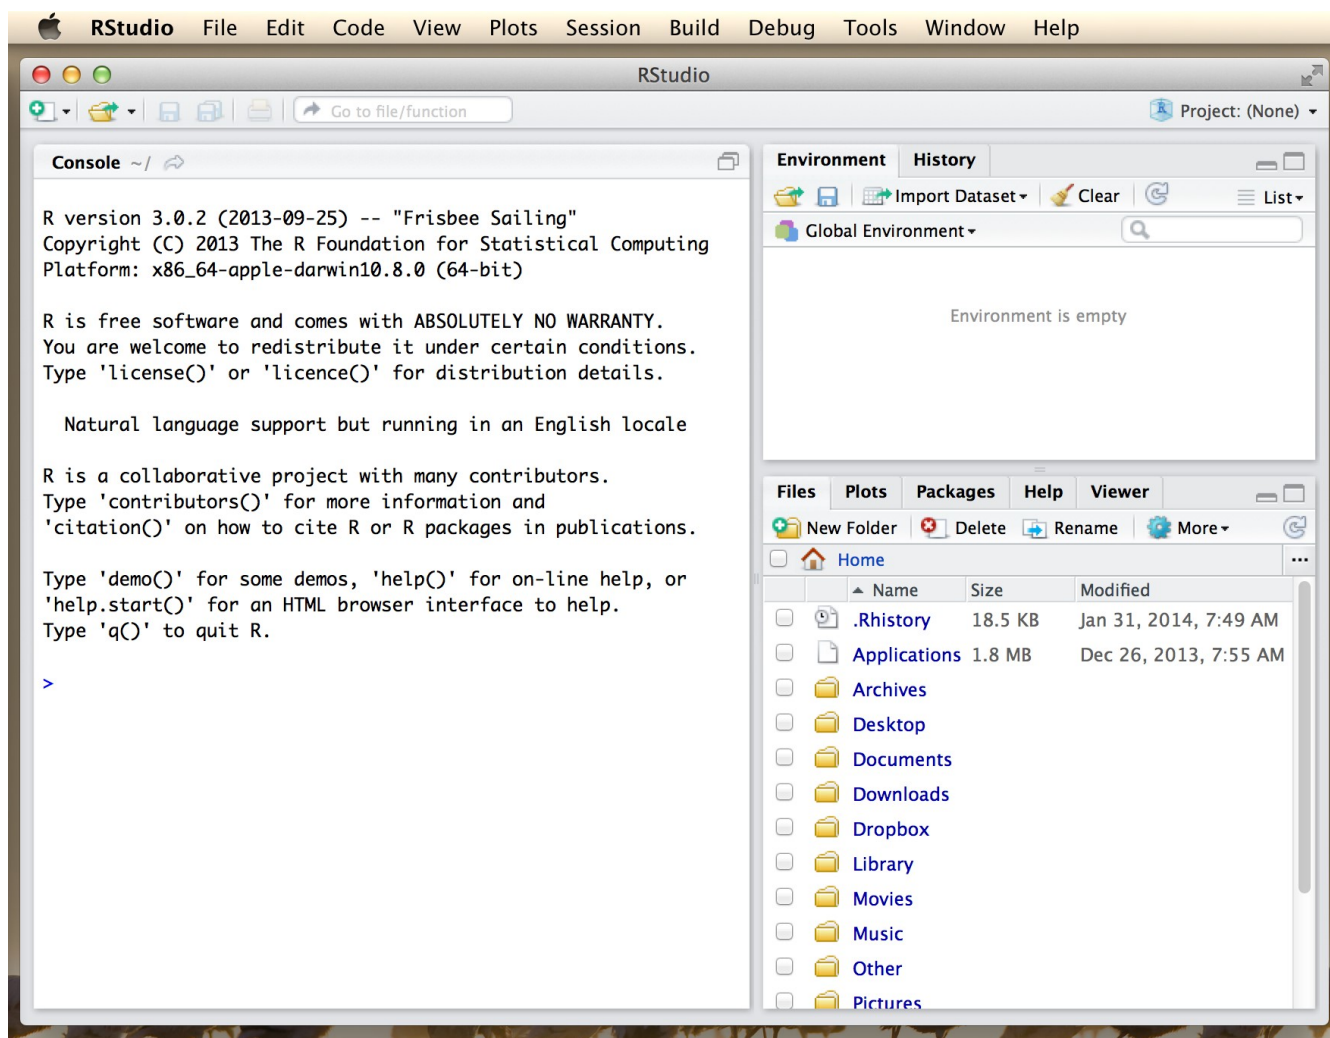 RStudio File Edit Code View Plots Session Build Debug Tools Window Help
RStudio
Go to file/function
Project: (None)
Console ~/
R version 3.0.2 (2013-09-25) -- "Frisbee Sailing"
Copyright (C) 2013 The R Foundation for Statistical Computing
Platform: x86_64-apple-darwin10.8.0 (64-bit)
R is free software and comes with ABSOLUTELY NO WARRANTY.
You are welcome to redistribute it under certain conditions.
Type 'license()' or 'licence()' for distribution details.
Natural language support but running in an English locale
R is a collaborative project with many contributors.
Type 'contributors()' for more information and
'citation()' on how to cite R or R packages in publications.
Type 'demo()' for some demos, 'help()' for on-line help, or
'help.start()' for an HTML browser interface to help.
Type 'q()' to quit R.
>
Environment History
Import Dataset Clear List
Global Environment
Environment is empty
Files Plots Packages Help Viewer
New Folder Delete Rename More
Home ...
Name Size Modified
.Rhistory 18.5 KB Jan 31, 2014, 7:49 AM
Applications 1.8 MB Dec 26, 2013, 7:55 AM
Archives
Desktop
Documents
Downloads
Dropbox
Library
Movies
Music
Other
Pictures